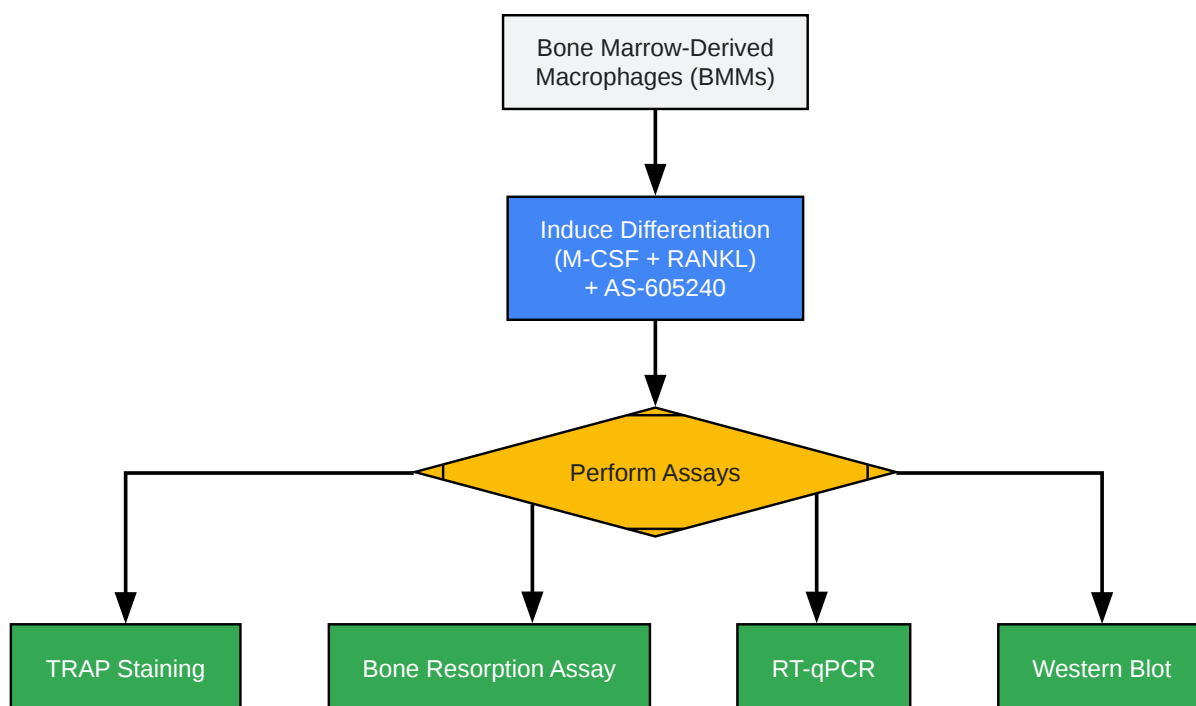 Bone Marrow-Derived
Macrophages (BMMs)
Induce Differentiation
(M-CSF + RANKL)
+ AS-605240
Perform Assays
TRAP Staining
Bone Resorption Assay
RT-qPCR
Western Blot